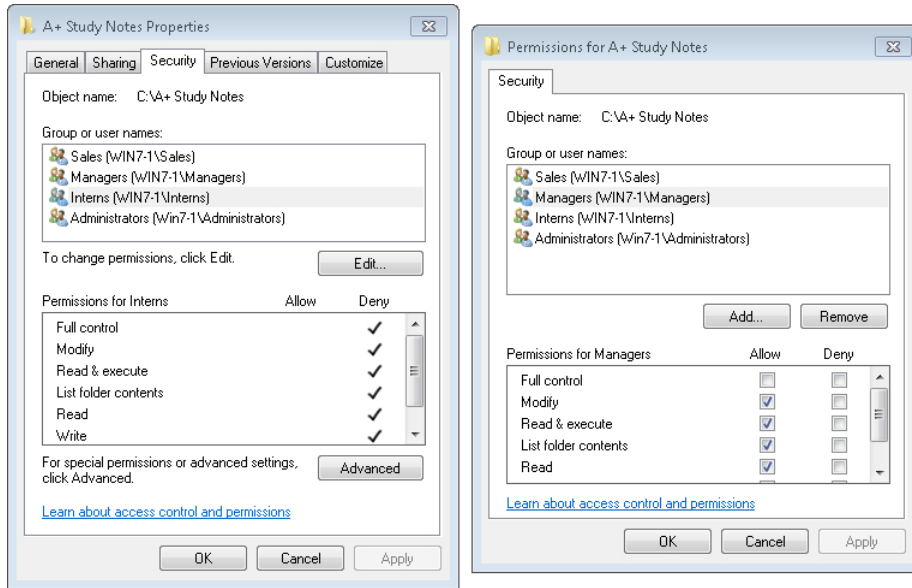 A+ Study Notes Properties
General Sharing Security Previous Versions Customize
Object name: C:\A+ Study Notes
Group or user names:
Sales (WIN7-1\Sales)
Managers (WIN7-1\Managers)
Interns (WIN7-1\Interns)
Administrators (Win7-1\Administrators)
To change permissions, click Edit.
Edit...
Permissions for Interns Allow Deny
Full control
Modify
Read & execute
List folder contents
Read
Write
For special permissions or advanced settings,
click Advanced.
Advanced
Learn about access control and permissions
OK Cancel Apply
Permissions for A+ Study Notes
Security
Object name: C:\A+ Study Notes
Group or user names:
Sales (WIN7-1\Sales)
Managers (WIN7-1\Managers)
Interns (WIN7-1\Interns)
Administrators (Win7-1\Administrators)
Add... Remove
Permissions for Managers Allow Deny
Full control
Modify
Read & execute
List folder contents
Read
Learn about access control and permissions
OK Cancel Apply